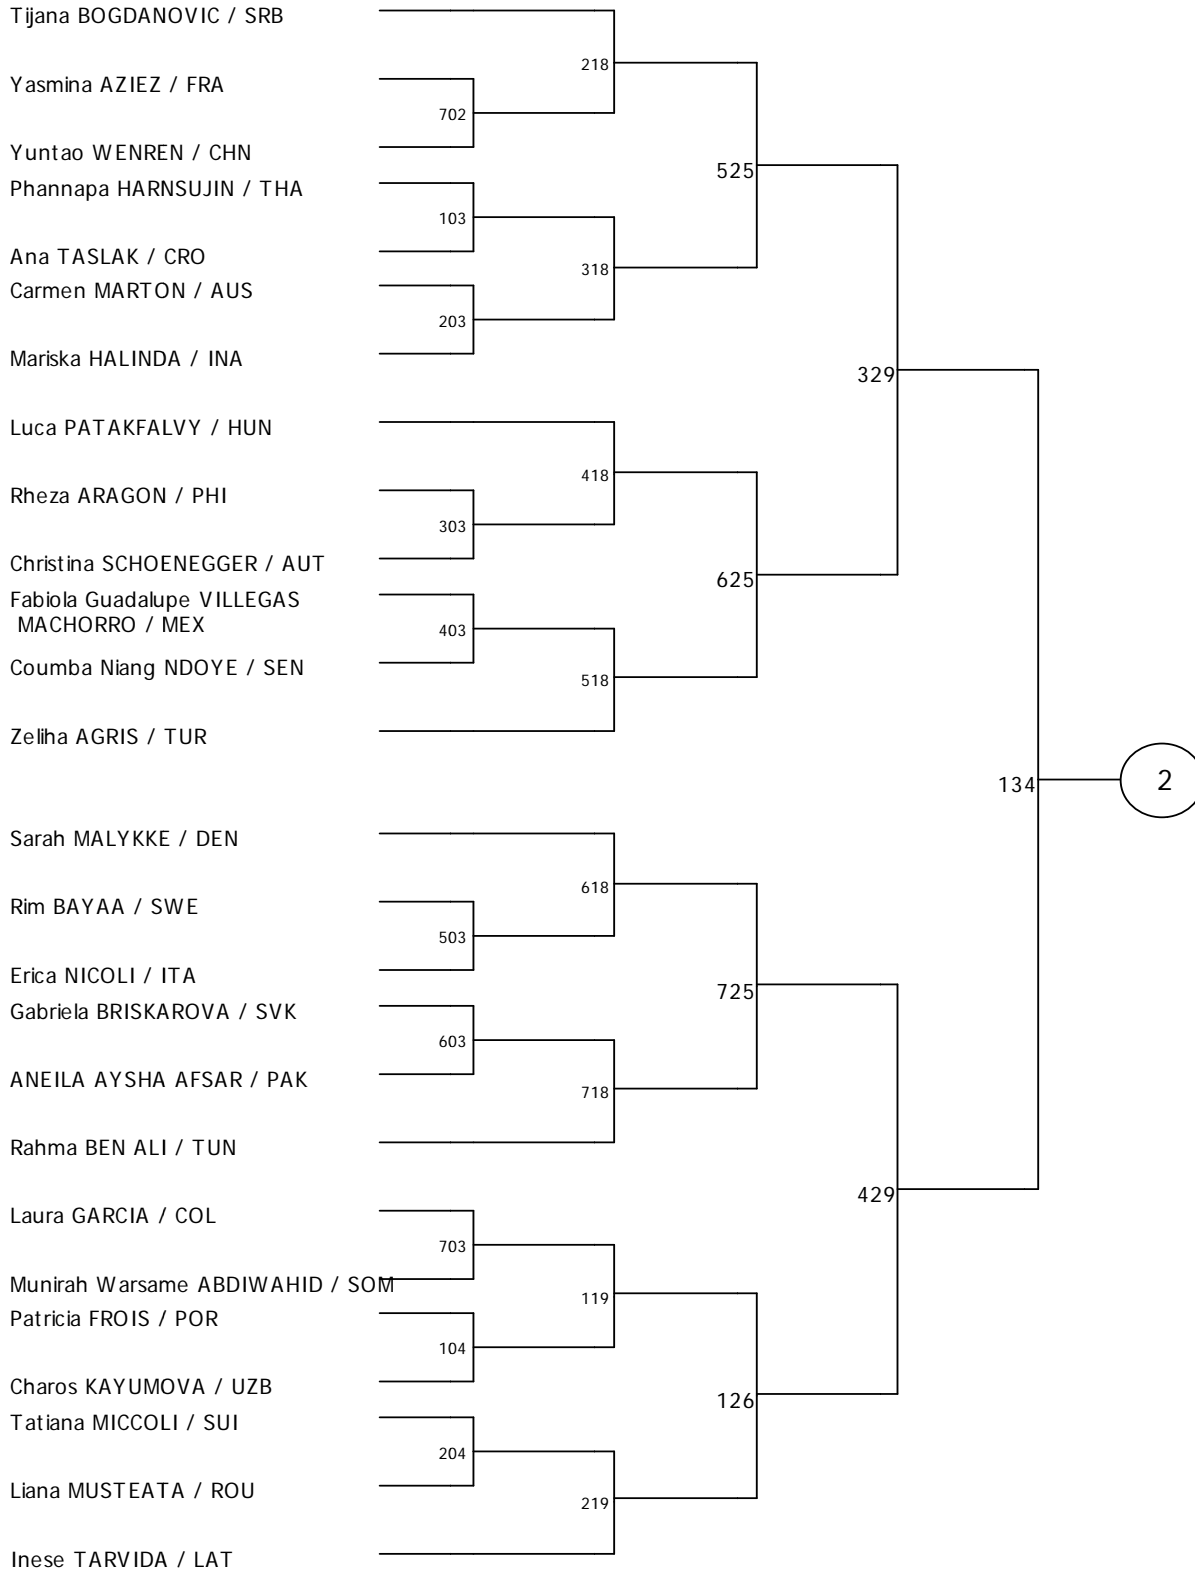 Tijana BOGDANOVIC / SRB
218
Yasmina AZIEZ / FRA
702
Yuntao WENREN / CHN
525
Phannapa HARNSUJIN / THA
103
Ana TASLAK / CRO
318
Carmen MARTON / AUS
203
Mariska HALINDA / INA
329
Luca PATAKFALVY / HUN
418
Rheza ARAGON / PHI
303
Christina SCHOENEGGER / AUT
625
Fabiola Guadalupe VILLEGAS
MACHORRO / MEX
403
Coumba Niang NDOYE / SEN
518
Zeliha AGRIS / TUR
134
2
Sarah MALYKKE / DEN
618
Rim BAYAA / SWE
503
Erica NICOLI / ITA
725
Gabriela BRISKAROVA / SVK
603
ANEILA AYSHA AFSAR / PAK
718
Rahma BEN ALI / TUN
429
Laura GARCIA / COL
703
Munirah Warsame ABDIWAHID / SOM
119
Patricia FROIS / POR
104
Charos KAYUMOVA / UZB
126
Tatiana MICCOLI / SUI
204
Liana MUSTEATA / ROU
219
Inese TARVIDA / LAT